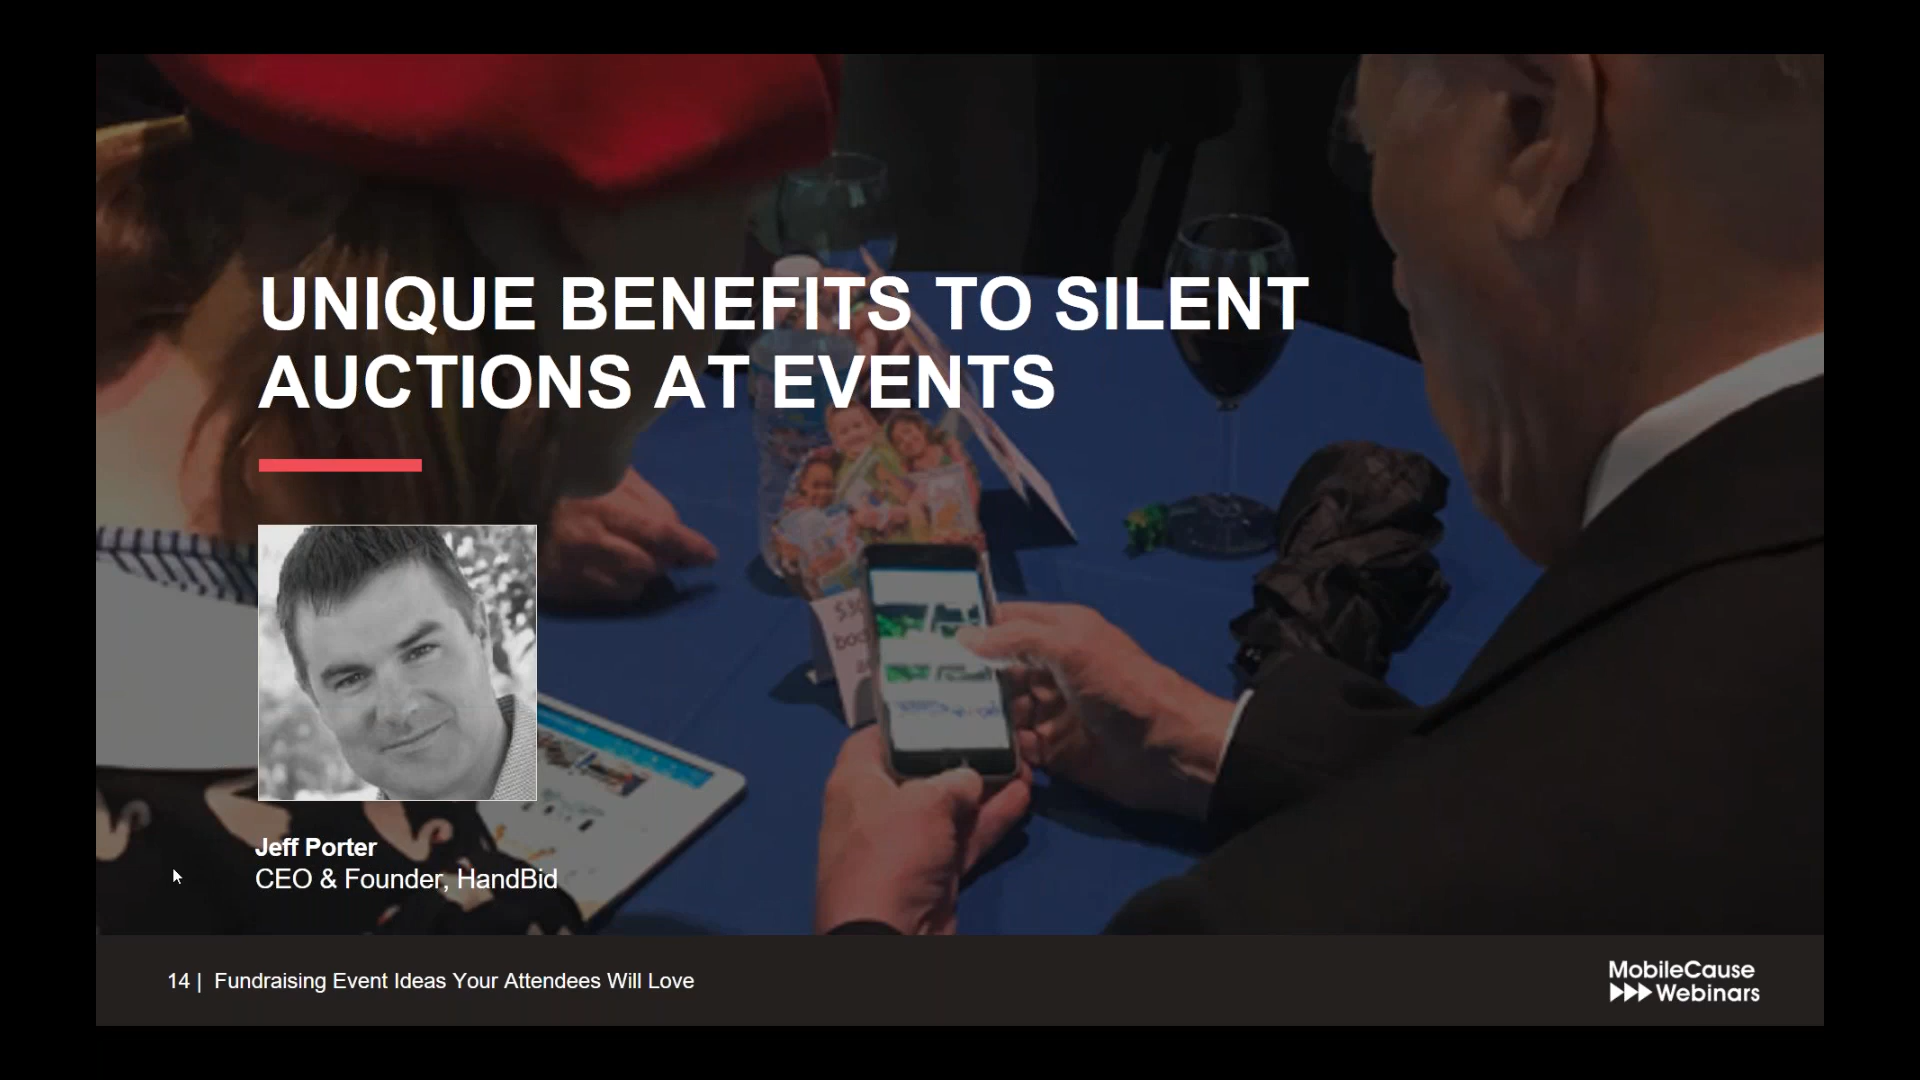 UNIQUE BENEFITS TO SILENT
AUCTIONS AT EVENTS
Jeff Porter
CEO & Founder, HandBid
14 | Fundraising Event Ideas Your Attendees Will Love
MobileCause
Webinars